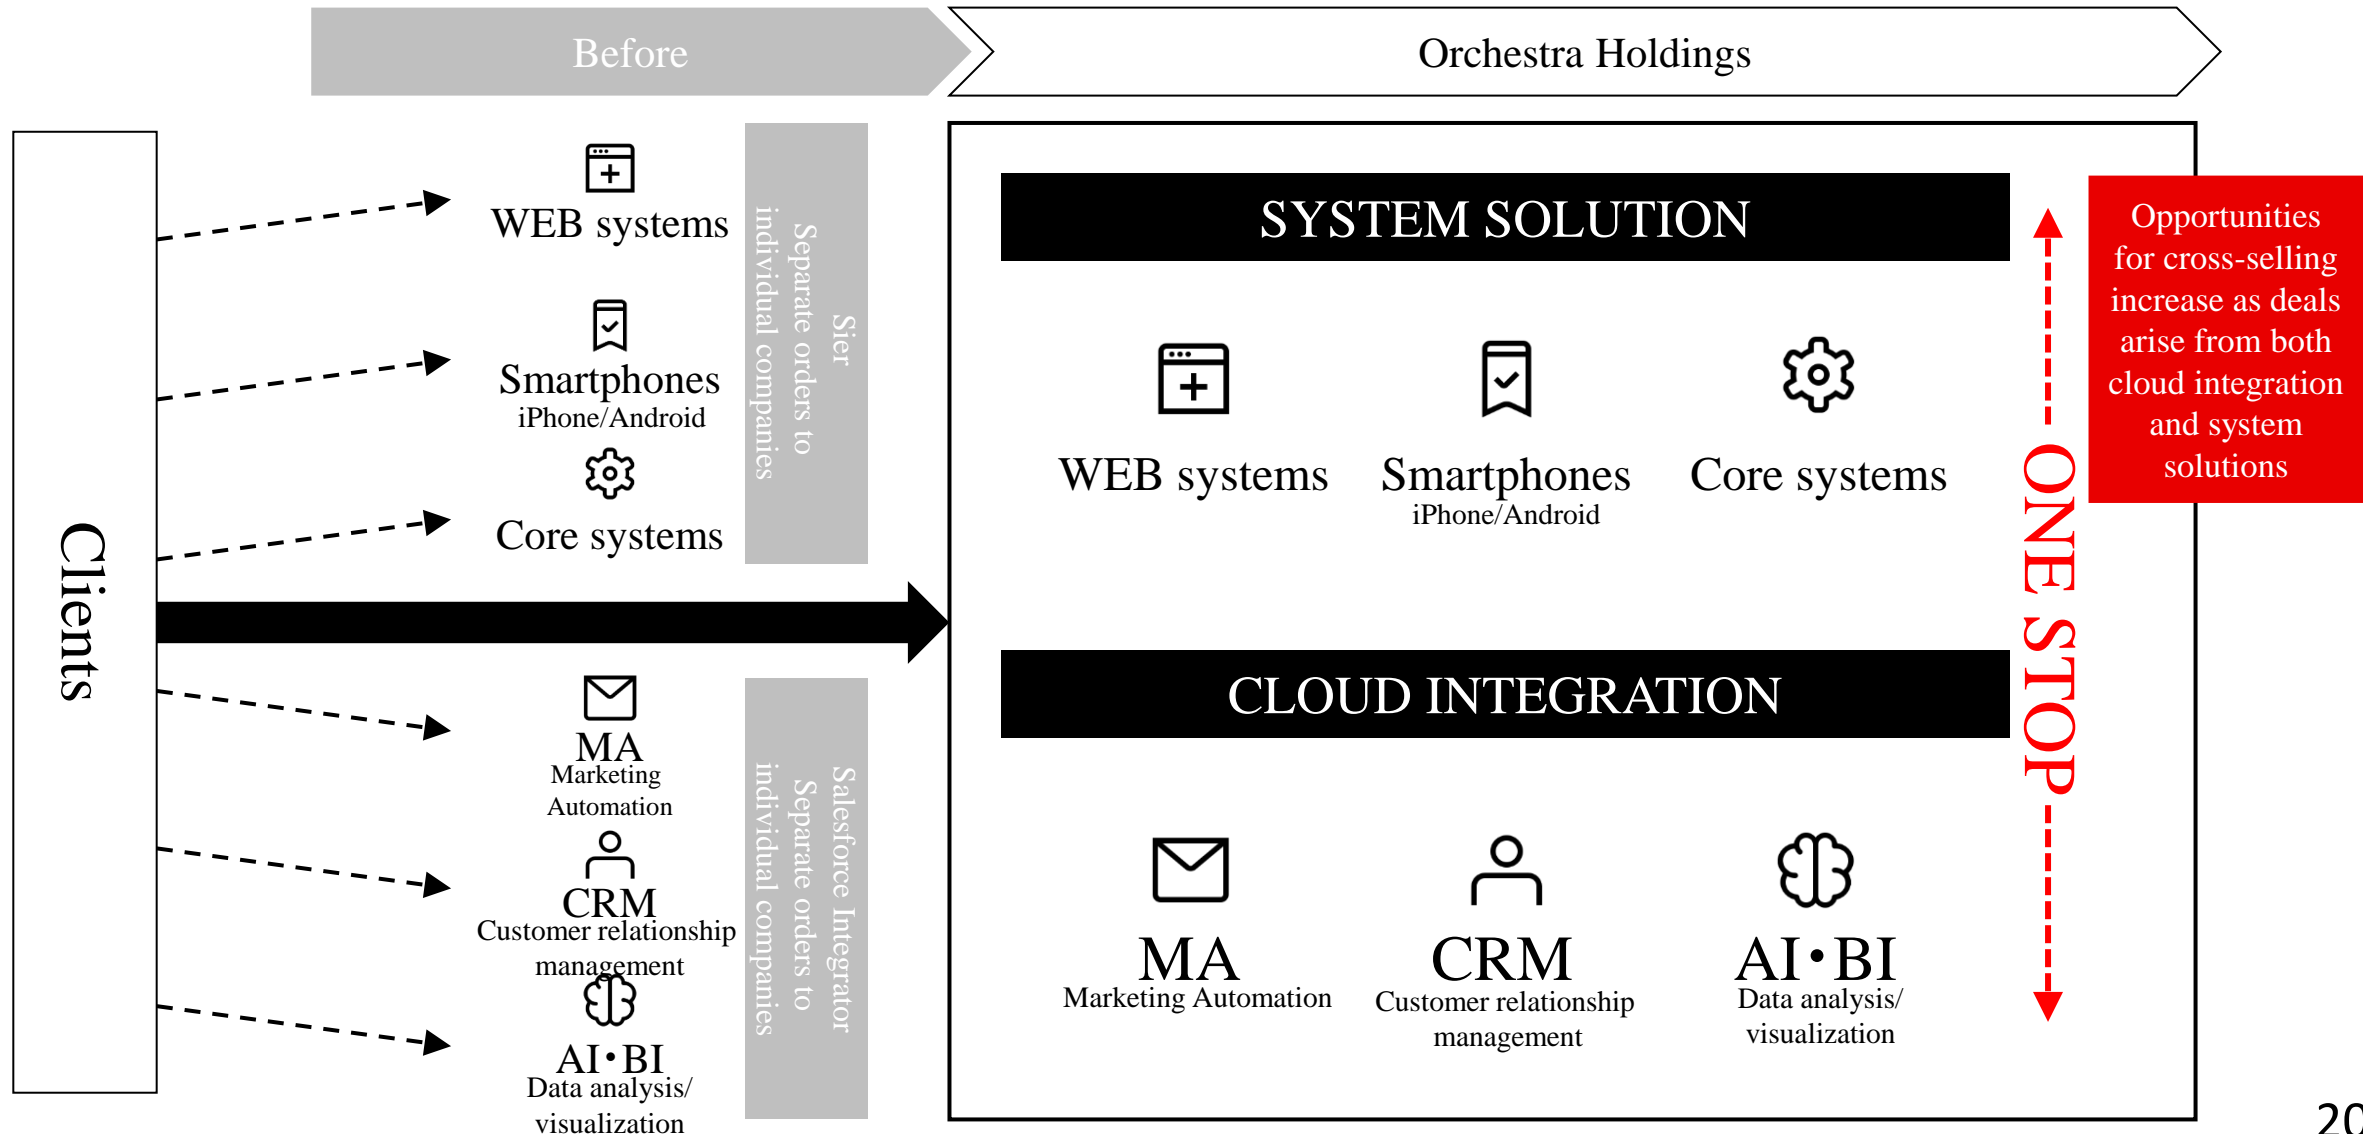 Before
Orchestra Holdings
Clients
WEB systems
Smartphones
iPhone/Android
Core systems
Sier
Separate orders to
individual companies
MA
Marketing
Automation
CRM
Customer relationship
management
AI・BI
Data analysis/
visualization
Salesforce Integrator
Separate orders to
individual companies
SYSTEM SOLUTION
WEB systems
Smartphones
iPhone/Android
Core systems
CLOUD INTEGRATION
MA
Marketing Automation
CRM
Customer relationship
management
AI・BI
Data analysis/
visualization
ONE STOP
Opportunities
for cross-selling
increase as deals
arise from both
cloud integration
and system
solutions
20